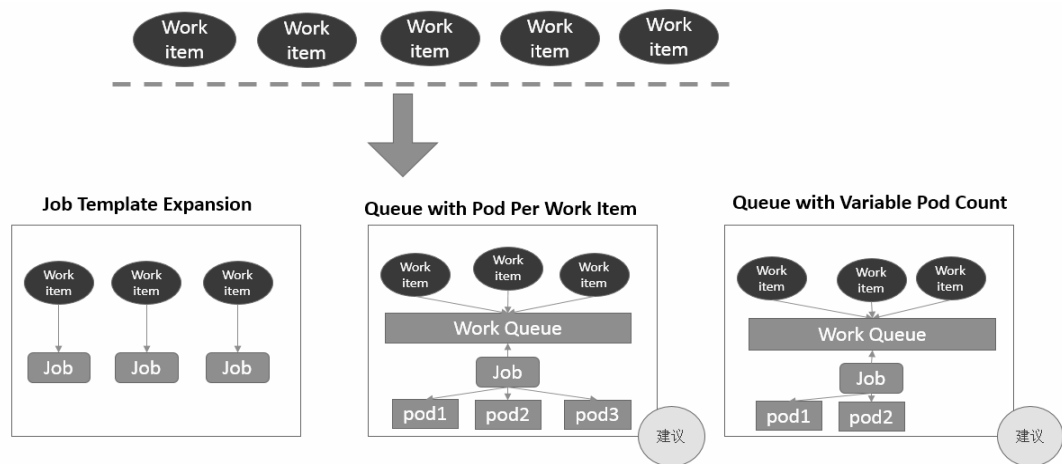 Work
item
Work
item
Work
item
Work
item
Work
item
Job Template Expansion
Work
item
Work
item
Work
item
Job
Job
Job
Queue with Pod Per Work Item
Work
item
Work
item
Work
item
Work Queue
Job
pod1
pod2
pod3
建议
Queue with Variable Pod Count
Work
item
Work
item
Work
item
Work Queue
Job
pod1
pod2
建议